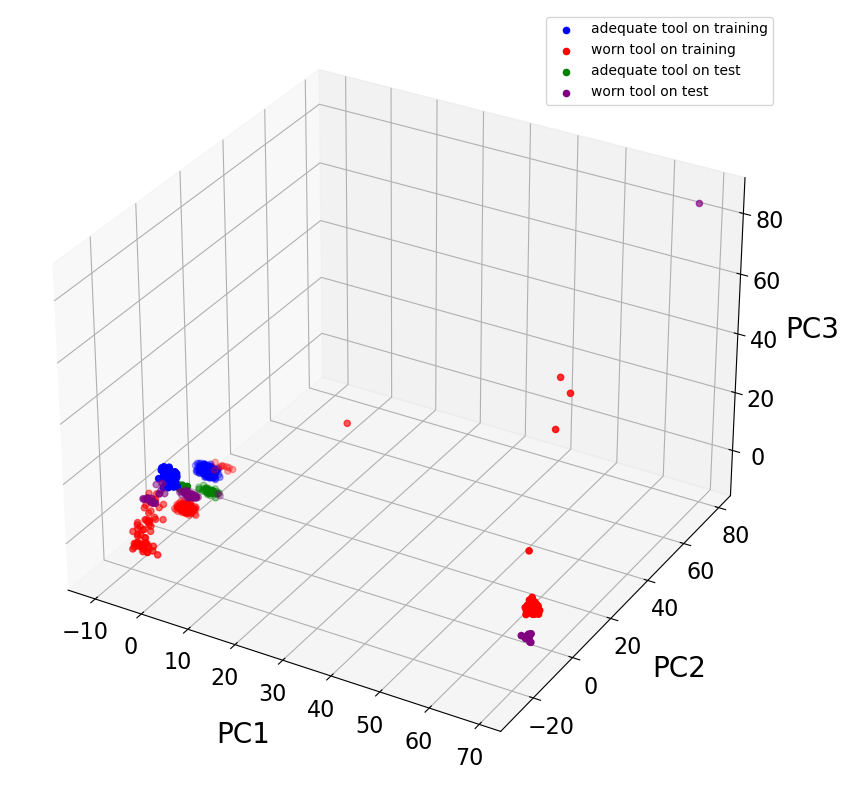 adequate tool on training
worn tool on training
adequate tool on test
worn tool on test
80
60
40
20
0
PC3
−10
0
10
20
30
40
50
60
70
PC1
−20
0
20
40
60
80
PC2